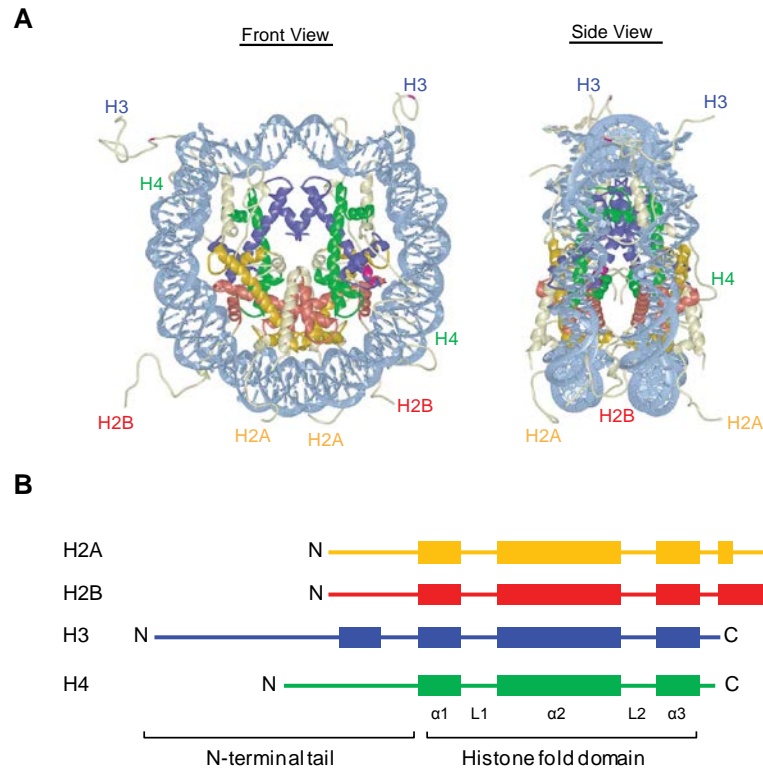 A
Front View
Side View
H3
H3
H4
H4
H2B
H2A
H2A
H2B
H3
H3
H4
H2A
H2B
H2A
B
H2A N
H2B N
H3 N C
H4 N C
α1 L1 α2 L2 α3
N-terminal tail Histone fold domain